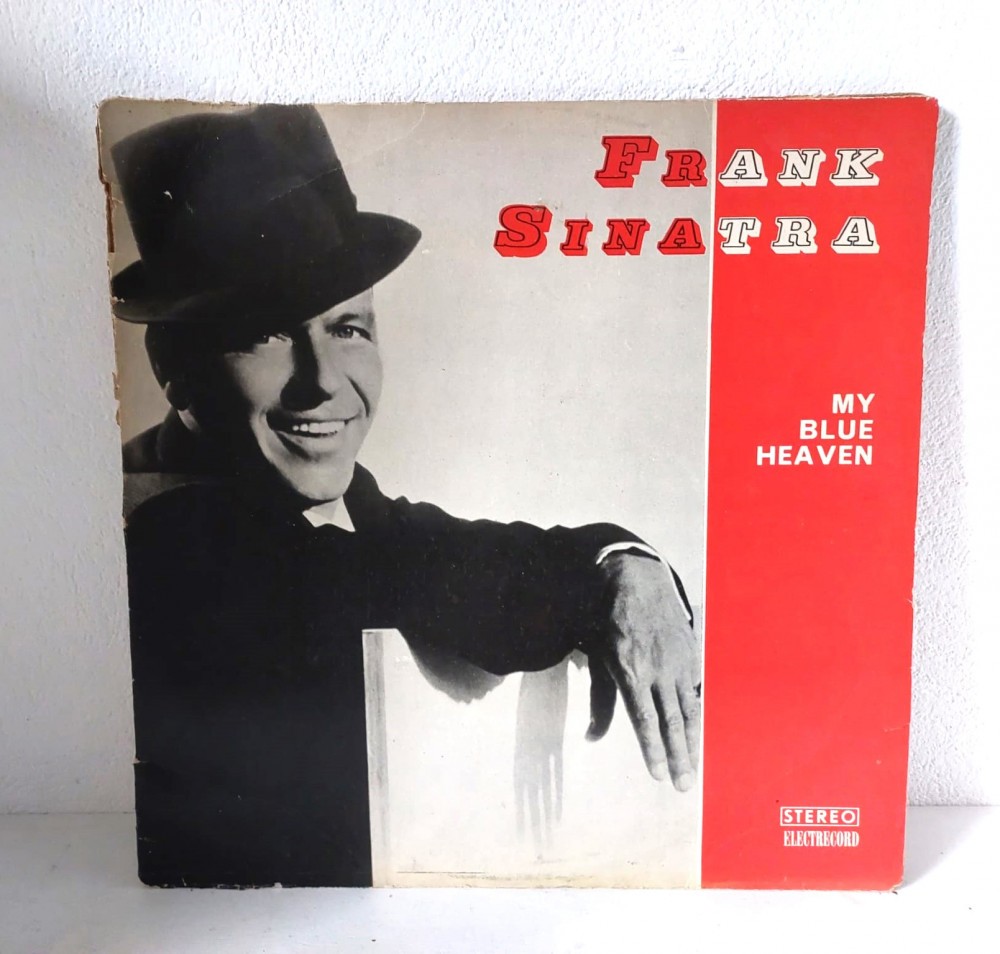 FRANK
SINATRA
MY
BLUE
HEAVEN
STEREO
ELECTRECORD